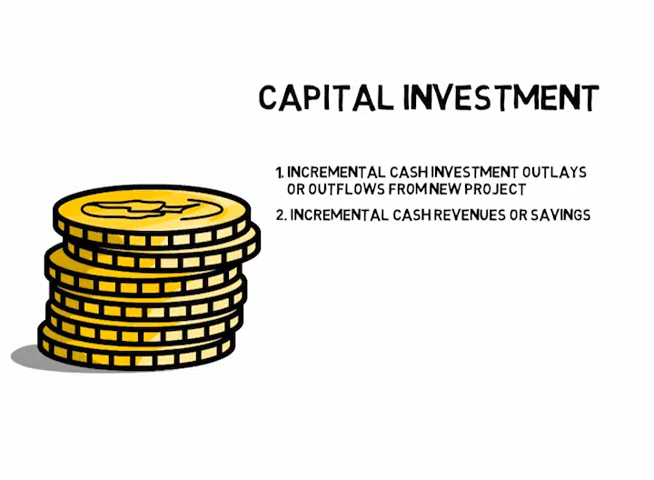 CAPITAL INVESTMENT
1. INCREMENTAL CASH INVESTMENT OUTLAYS
OR OUTFLOWS FROM NEW PROJECT
2. INCREMENTAL CASH REVENUES OR SAVINGS